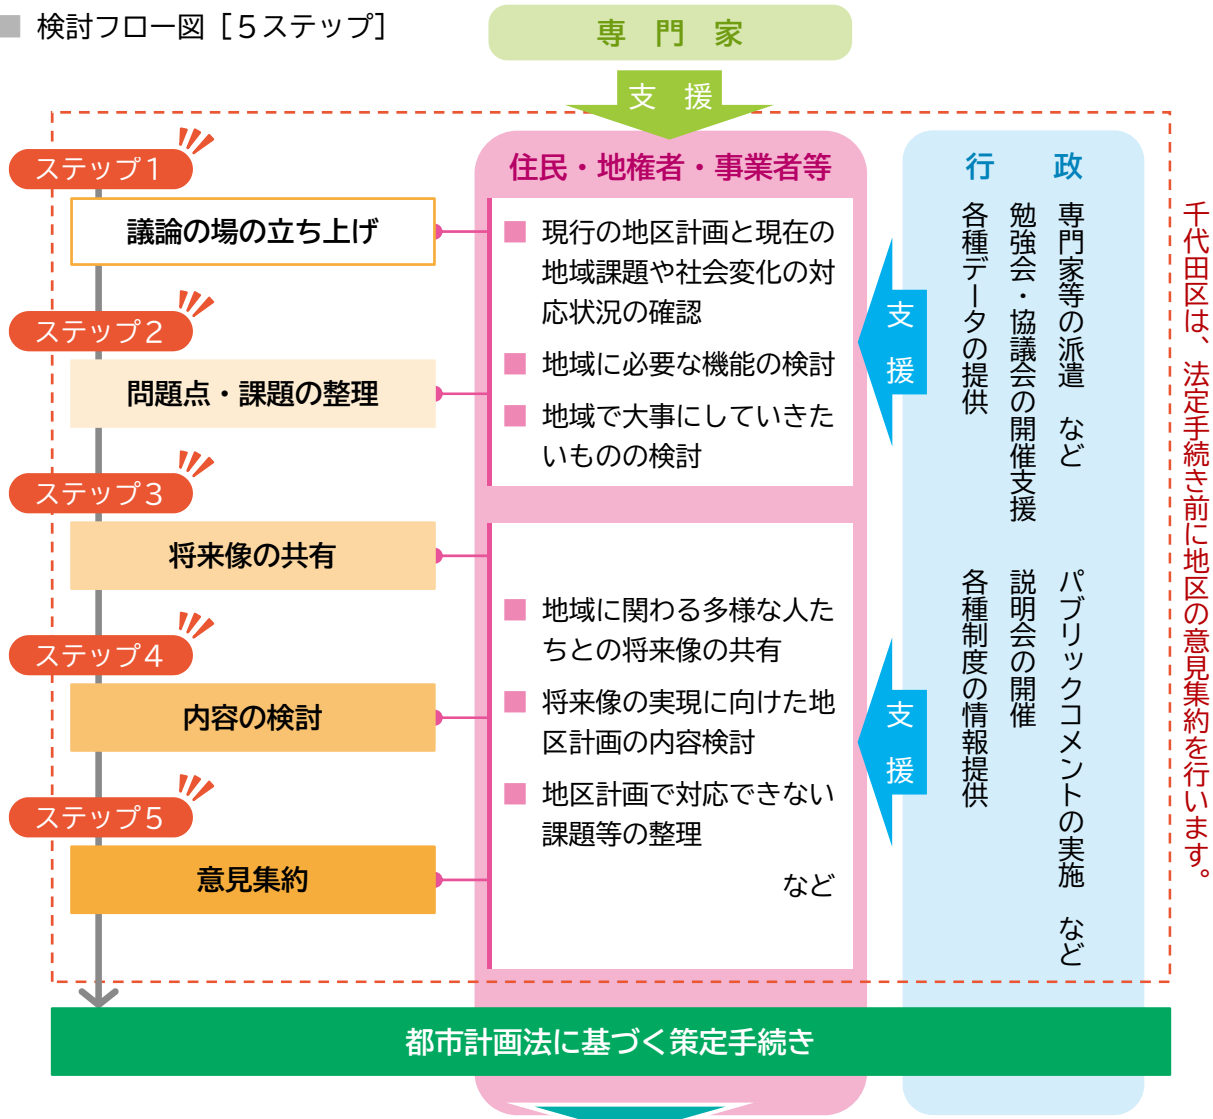 検討フロー図［5ステップ］
専門家
支援
ステップ1
議論の場の立ち上げ
ステップ2
問題点・課題の整理
ステップ3
将来像の共有
ステップ4
内容の検討
ステップ5
意見集約
住民・地権者・事業者等
現行の地区計画と現在の
地域課題や社会変化の対
応状況の確認
地域に必要な機能の検討
地域で大事にしていきた
いものの検討
地域に関わる多様な人た
ちとの将来像の共有
将来像の実現に向けた地
区計画の内容検討
地区計画で対応できない
課題等の整理
など
支援
支援
行政
専門家等の派遣 など
勉強会・協議会の開催支援
各種データの提供
パブリックコメントの実施 など
説明会の開催
各種制度の情報提供
千代田区は、法定手続き前に地区の意見集約を行います。
都市計画法に基づく策定手続き